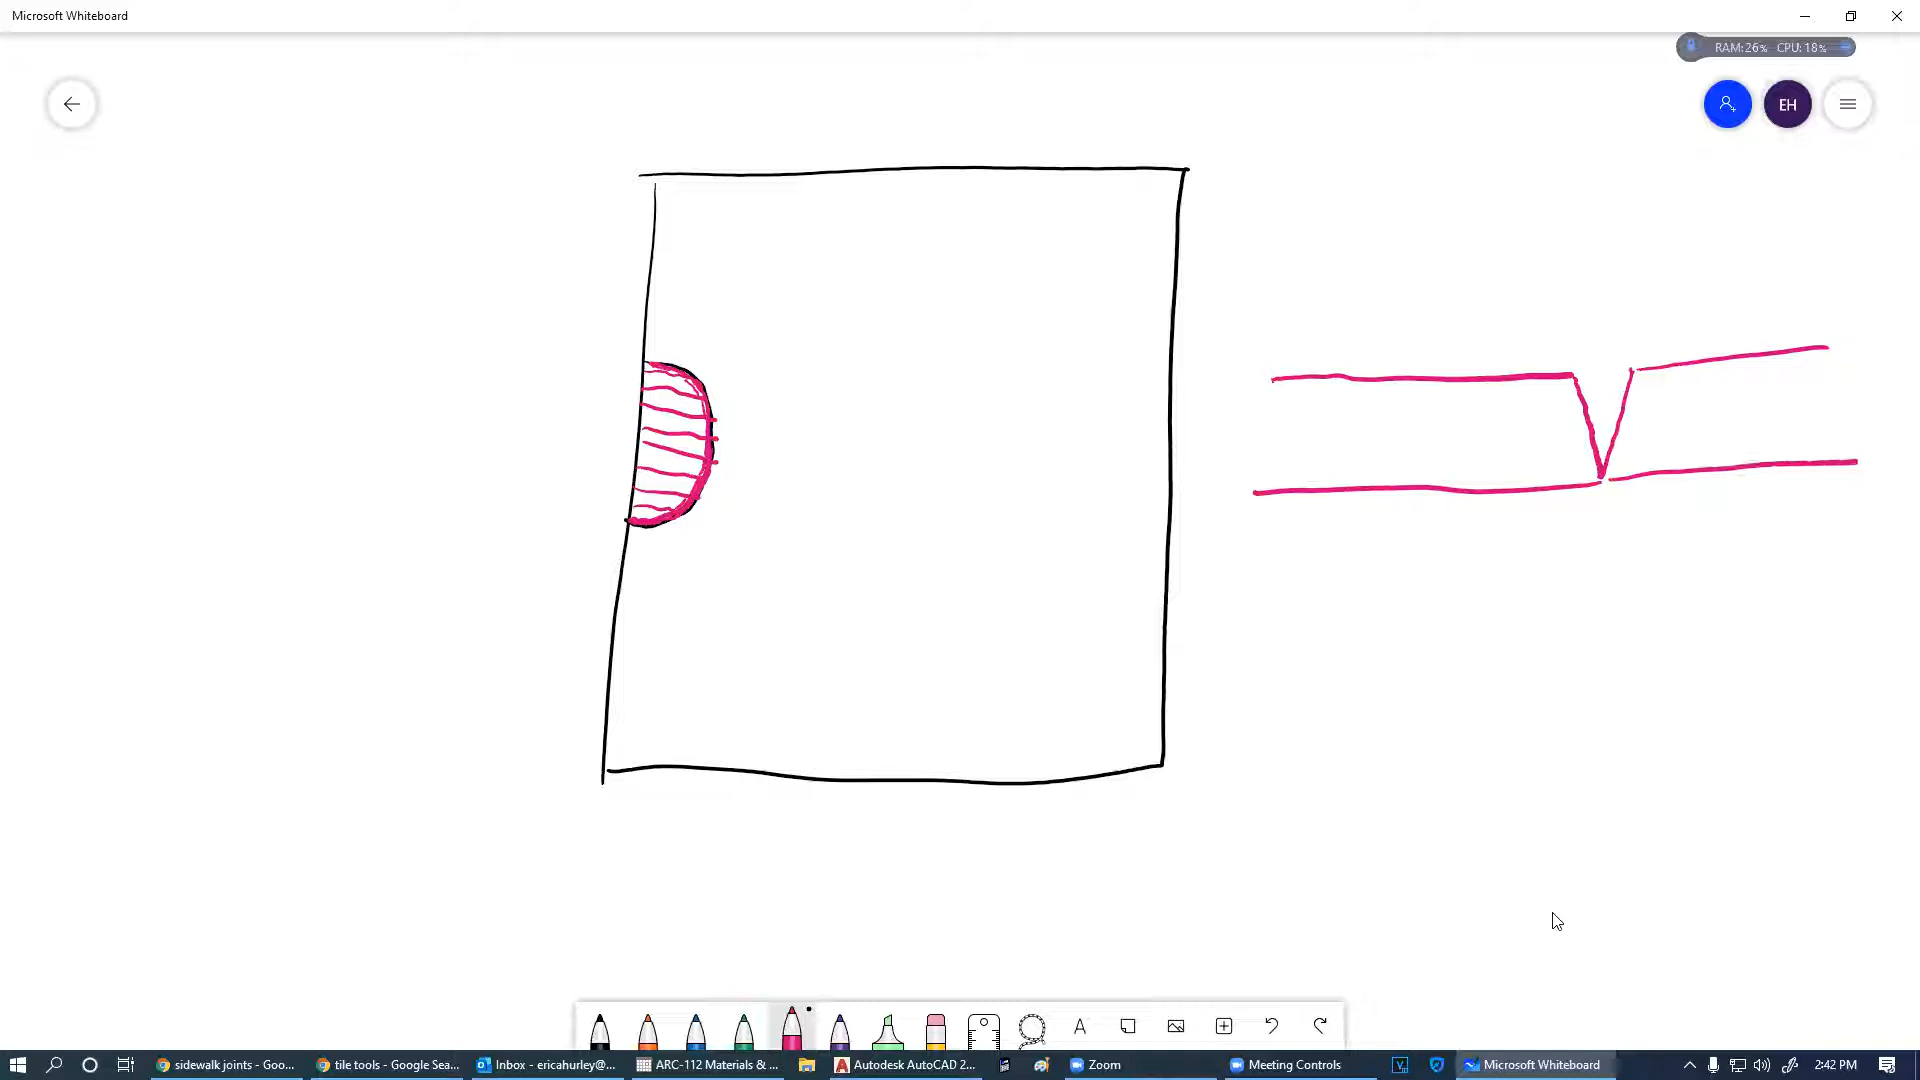 Microsoft Whiteboard
RAM:26% CPU:18%
EH
A
sidewalk joints - Goo...
tile tools - Google Sea...
Inbox - ericahurley@...
ARC-112 Materials & ...
Autodesk AutoCAD 2...
Zoom
Meeting Controls
Microsoft Whiteboard
2:42 PM